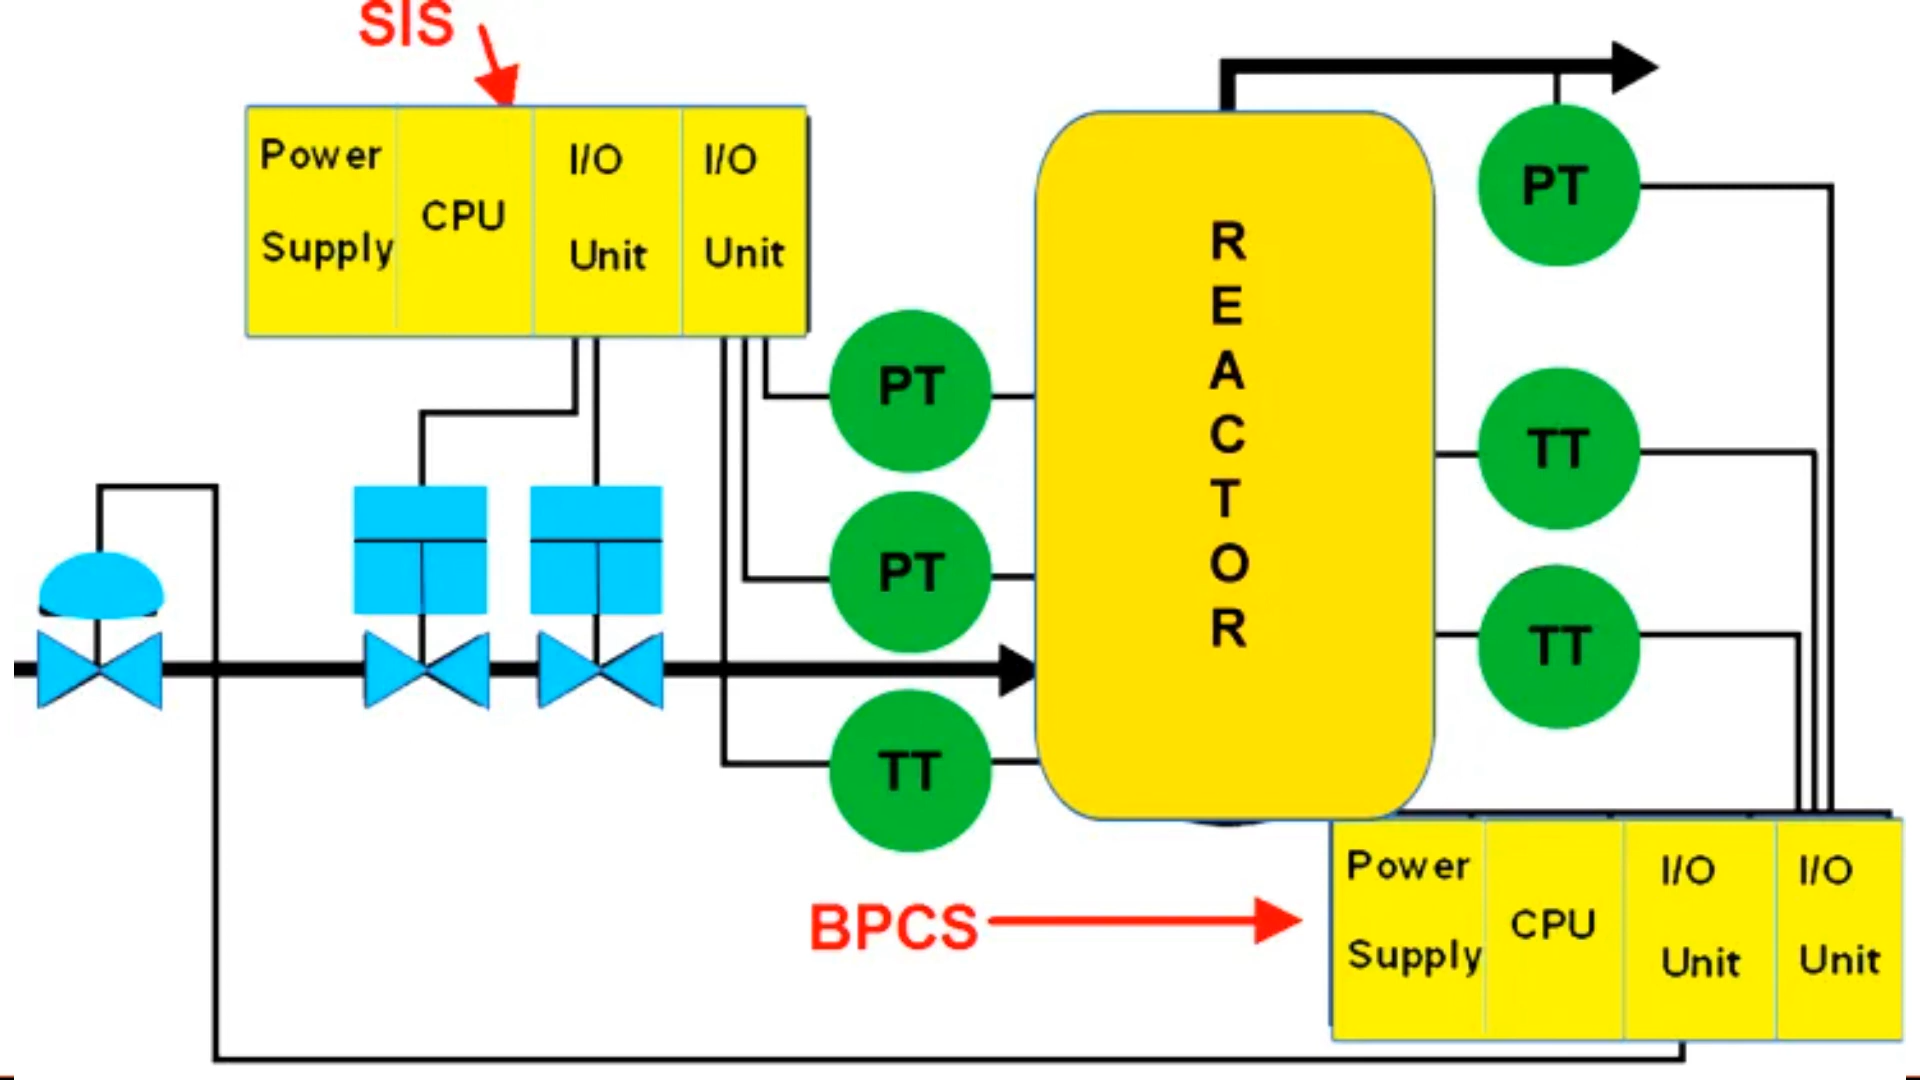 SIS
Power
Supply
CPU
I/O
Unit
I/O
Unit
PT
PT
TT
R
E
A
C
T
O
R
PT
TT
TT
BPCS
Power
Supply
CPU
I/O
Unit
I/O
Unit